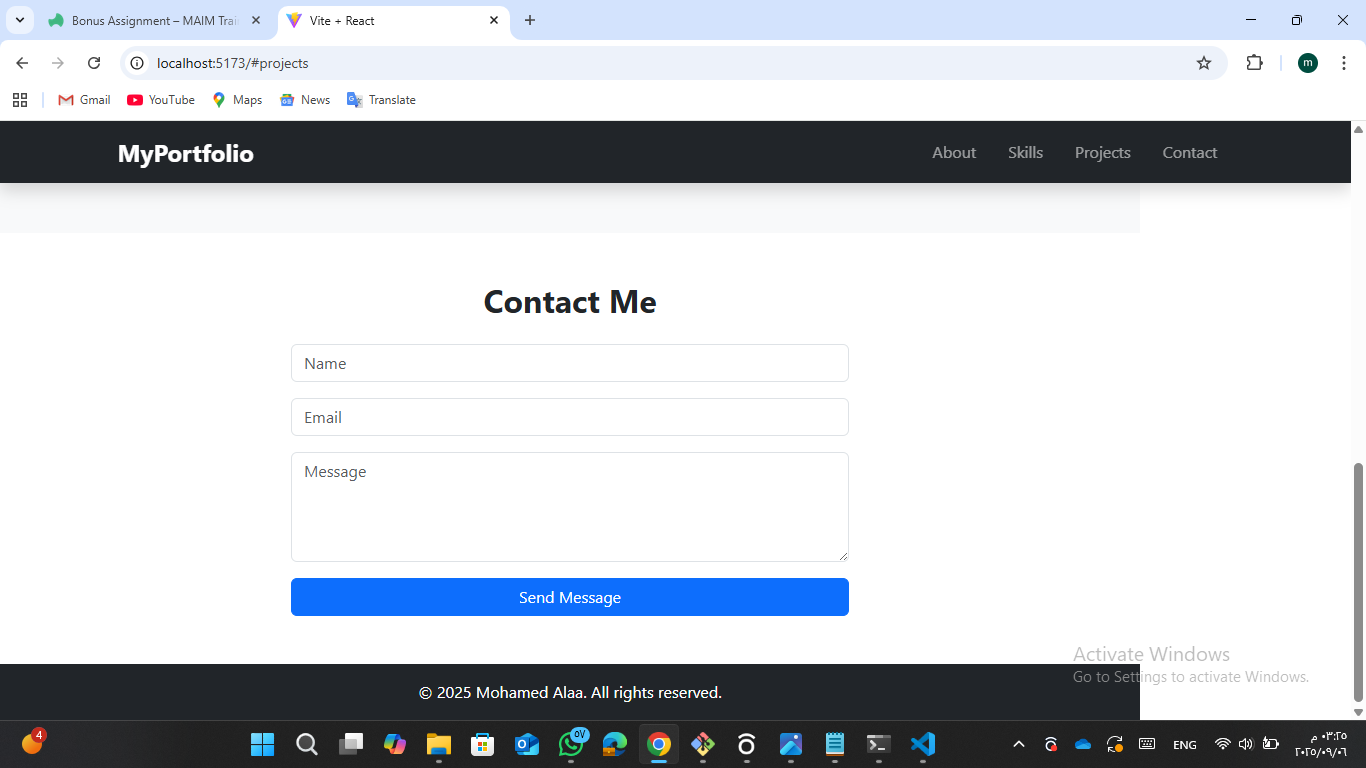 Bonus Assignment – MAIM Trai
Vite + React
localhost:5173/#projects
m
Gmail
YouTube
Maps
News
Translate
MyPortfolio
About
Skills
Projects
Contact
Contact Me
Name
Email
Message
Send Message
Activate Windows
Go to Settings to activate Windows.
© 2025 Mohamed Alaa. All rights reserved.
4
ENG
٠٣:٢٥ م
٢٠٢٥/٠٩/٠٦